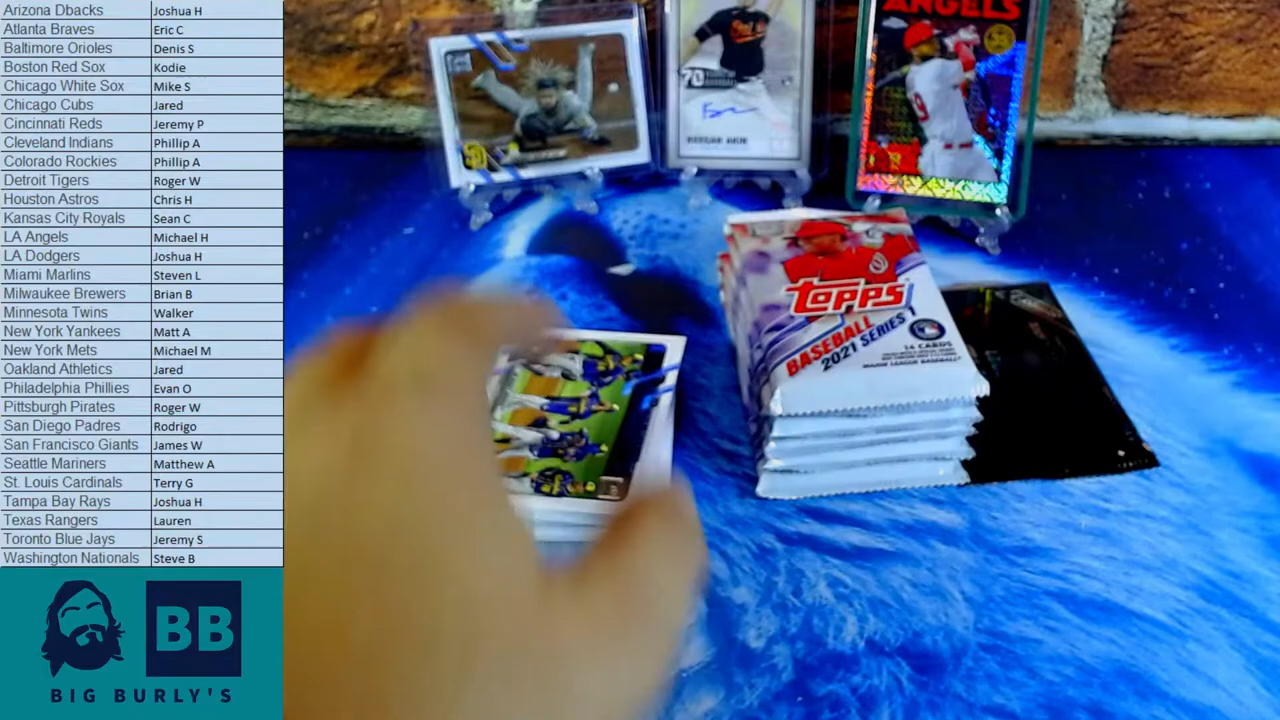 Arizona Dbacks Joshua H
Atlanta Braves Eric C
Baltimore Orioles Denis S
Boston Red Sox Kodie
Chicago White Sox Mike S
Chicago Cubs Jared
Cincinnati Reds Jeremy P
Cleveland Indians Phillip A
Colorado Rockies Phillip A
Detroit Tigers Roger W
Houston Astros Chris H
Kansas City Royals Sean C
LA Angels Michael H
LA Dodgers Joshua H
Miami Marlins Steven L
Milwaukee Brewers Brian B
Minnesota Twins Walker
New York Yankees Matt A
New York Mets Michael M
Oakland Athletics Jared
Philadelphia Phillies Evan O
Pittsburgh Pirates Roger W
San Diego Padres Rodrigo
San Francisco Giants James W
Seattle Mariners Matthew A
St. Louis Cardinals Terry G
Tampa Bay Rays Joshua H
Texas Rangers Lauren
Toronto Blue Jays Jeremy S
Washington Nationals Steve B
BB
BIG BURLY'S
70
KEEGAN AKIN
ANGELS
TOPPS
BASEBALL
2021 SERIES 1
14 CARDS
MAJOR LEAGUE BASEBALL